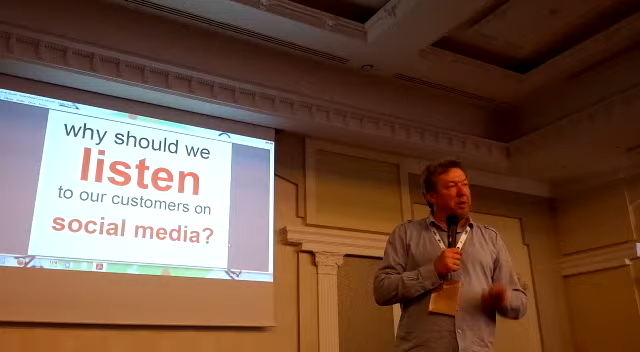 why should we
listen
to our customers on
social media?